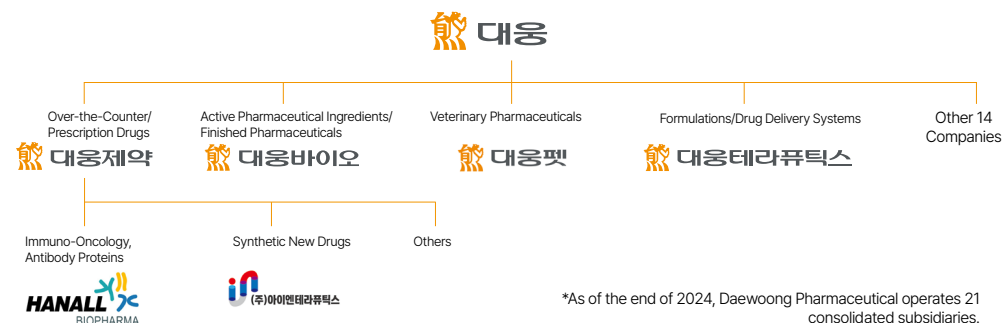 대웅
Over-the-Counter/
Prescription Drugs
대웅제약
Active Pharmaceutical Ingredients/
Finished Pharmaceuticals
대웅바이오
Veterinary Pharmaceuticals
대웅펫
Formulations/Drug Delivery Systems
대웅테라퓨틱스
Other 14
Companies
Immuno-Oncology,
Antibody Proteins
HANALL
BIOPHARMA
Synthetic New Drugs
(주)아이엔테라퓨틱스
Others
*As of the end of 2024, Daewoong Pharmaceutical operates 21
consolidated subsidiaries.